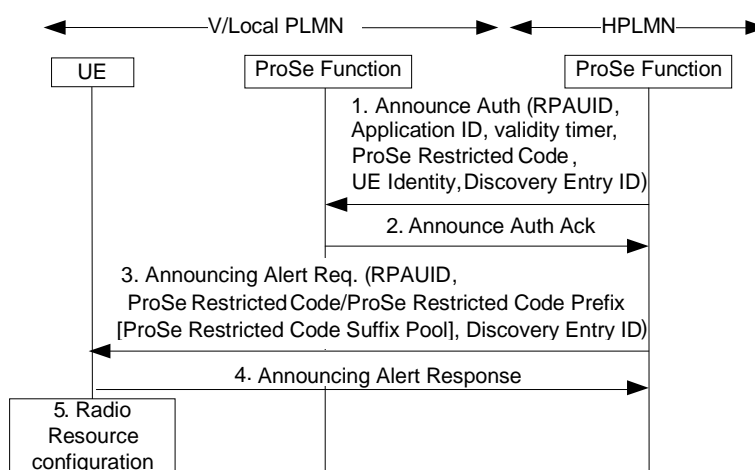 V/Local PLMN
HPLMN
UE
ProSe Function
ProSe Function
1. Announce Auth (RPAUID,
Application ID, validity timer,
ProSe Restricted Code,
UE Identity,Discovery Entry ID)
2. Announce Auth Ack
3. Announcing Alert Req. (RPAUID,
ProSe Restricted Code/ProSe Restricted Code Prefix
[ProSe Restricted Code Suffix Pool], Discovery Entry ID)
4. Announcing Alert Response
5. Radio
Resource
configuration